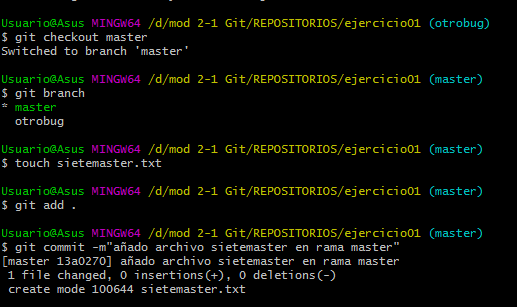 Usuario@Asus MINGW64 /d/mod 2-1 Git/REPOSITORIOS/ejercicio01 (otrobug)
$ git checkout master
Switched to branch 'master'
Usuario@Asus MINGW64 /d/mod 2-1 Git/REPOSITORIOS/ejercicio01 (master)
$ git branch
* master
  otrobug
Usuario@Asus MINGW64 /d/mod 2-1 Git/REPOSITORIOS/ejercicio01 (master)
$ touch sietemaster.txt
Usuario@Asus MINGW64 /d/mod 2-1 Git/REPOSITORIOS/ejercicio01 (master)
$ git add .
Usuario@Asus MINGW64 /d/mod 2-1 Git/REPOSITORIOS/ejercicio01 (master)
$ git commit -m"añado archivo sietemaster en rama master"
[master 13a0270] añado archivo sietemaster en rama master
 1 file changed, 0 insertions(+), 0 deletions(-)
 create mode 100644 sietemaster.txt